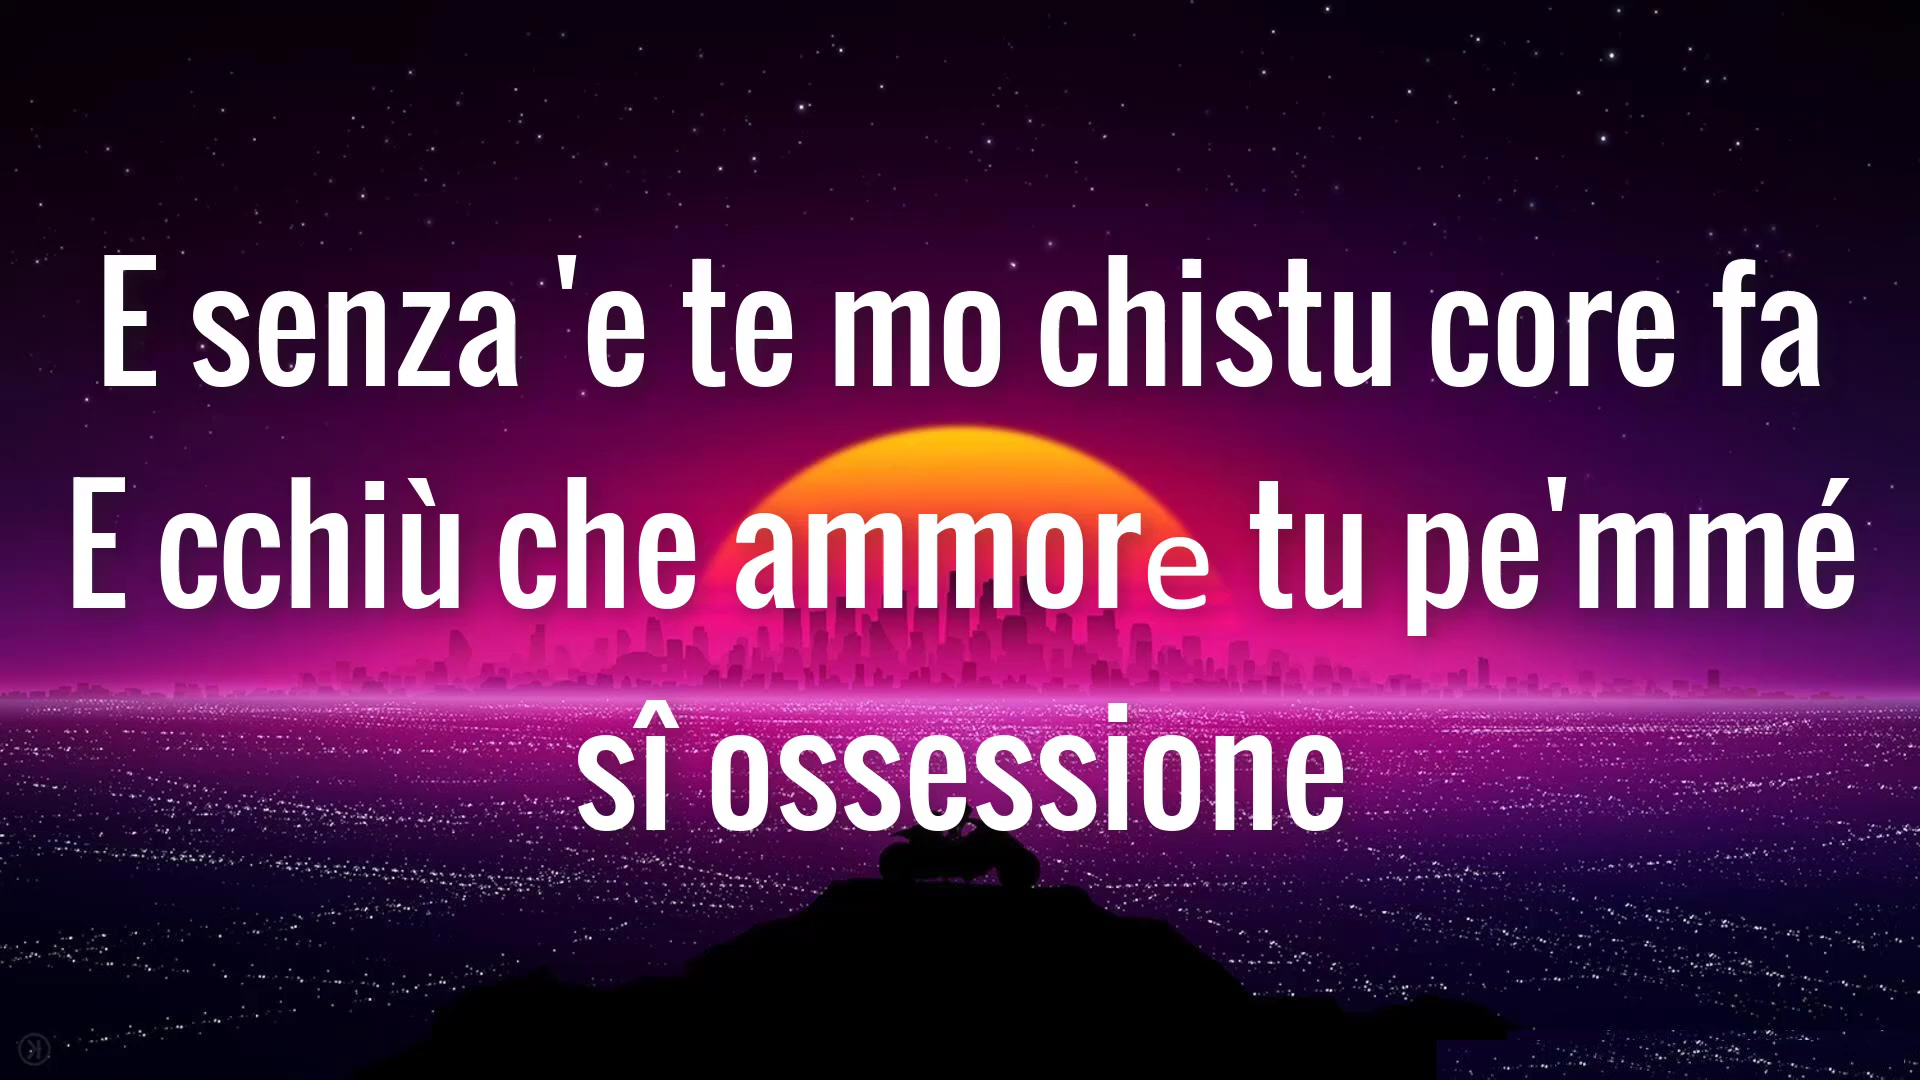 E senza 'e te mo chistu core fa
E cchiù che ammore tu pe'mmé
sî ossessione